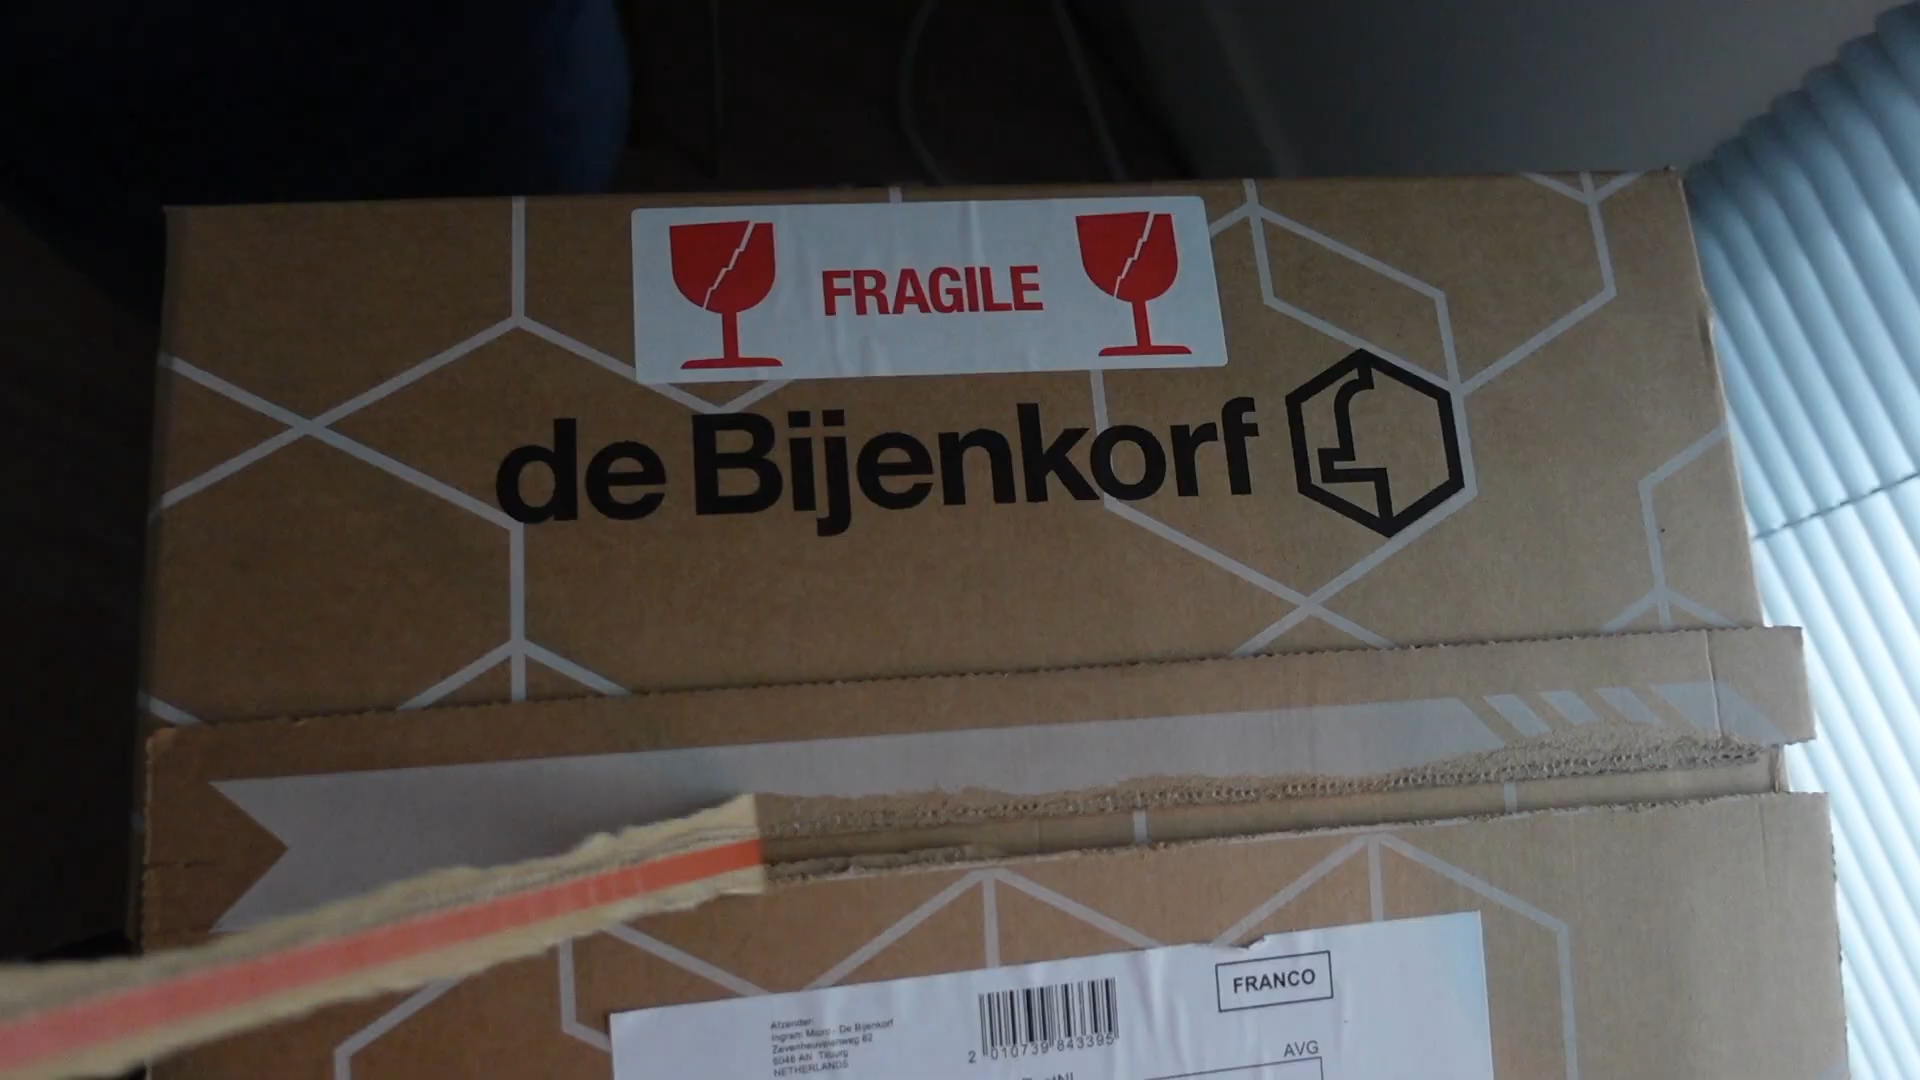 FRAGILE
de Bijenkorf
FRANCO
Afzender:
Ingram Micro - De Bijenkorf
Zevenheuvelenweg 62
5048 AN Tilburg
NETHERLANDS
2 010739 843395
AVG